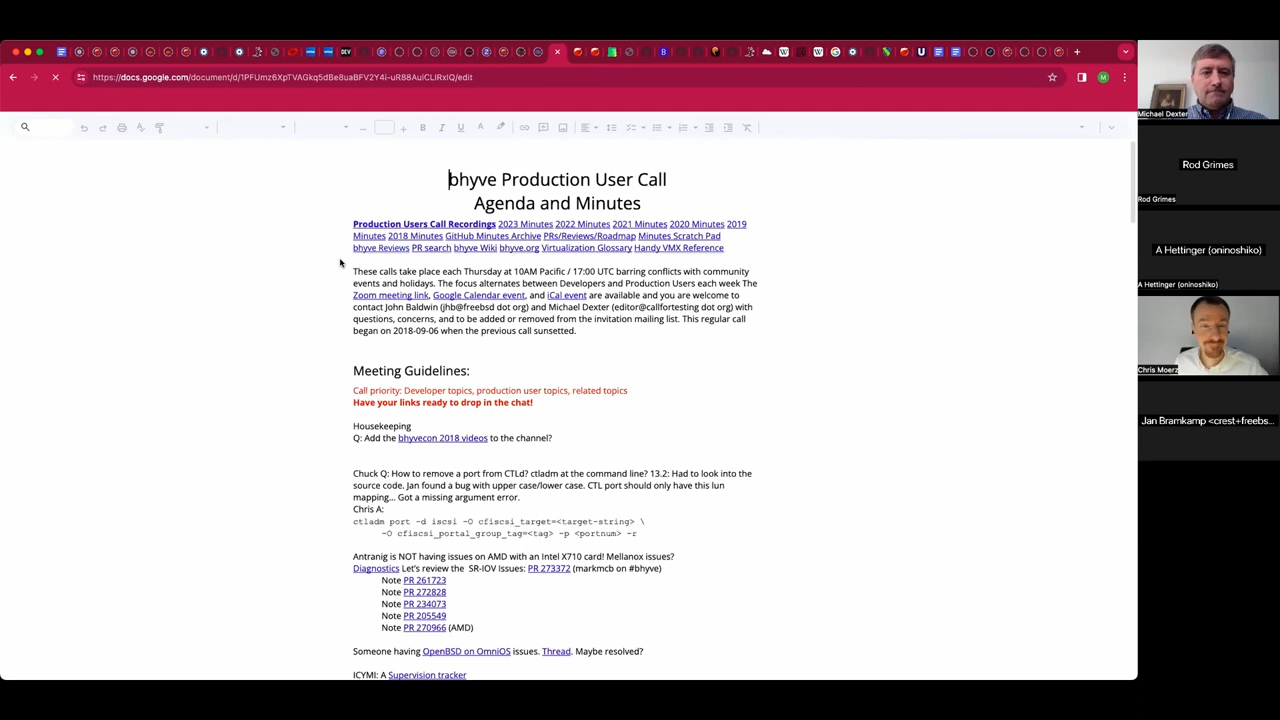 DEV
B
W
W
G
U
https://docs.google.com/document/d/1PFUmz6XpTVAGkq5dBe8uaBFV2Y4i-uR88AuiCLlRxlQ/edit
M
B I U A
bhyve Production User Call
Agenda and Minutes
Production Users Call Recordings 2023 Minutes 2022 Minutes 2021 Minutes 2020 Minutes 2019
Minutes 2018 Minutes GitHub Minutes Archive PRs/Reviews/Roadmap Minutes Scratch Pad
bhyve Reviews PR search bhyve Wiki bhyve.org Virtualization Glossary Handy VMX Reference
These calls take place each Thursday at 10AM Pacific / 17:00 UTC barring conflicts with community
events and holidays. The focus alternates between Developers and Production Users each week The
Zoom meeting link, Google Calendar event, and iCal event are available and you are welcome to
contact John Baldwin (jhb@freebsd dot org) and Michael Dexter (editor@callfortesting dot org) with
questions, concerns, and to be added or removed from the invitation mailing list. This regular call
began on 2018-09-06 when the previous call sunsetted.
Meeting Guidelines:
Call priority: Developer topics, production user topics, related topics
Have your links ready to drop in the chat!
Housekeeping
Q: Add the bhyvecon 2018 videos to the channel?
Chuck Q: How to remove a port from CTLd? ctladm at the command line? 13.2: Had to look into the
source code. Jan found a bug with upper case/lower case. CTL port should only have this lun
mapping... Got a missing argument error.
Chris A:
ctladm port -d iscsi -O cfiscsi_target=<target-string> \
-O cfiscsi_portal_group_tag=<tag> -p <portnum> -r
Antranig is NOT having issues on AMD with an Intel X710 card! Mellanox issues?
Diagnostics Let's review the SR-IOV Issues: PR 273372 (markmcb on #bhyve)
Note PR 261723
Note PR 272828
Note PR 234073
Note PR 205549
Note PR 270966 (AMD)
Someone having OpenBSD on OmniOS issues. Thread. Maybe resolved?
ICYMI: A Supervision tracker
Michael Dexter
Rod Grimes
Rod Grimes
A Hettinger (oninoshiko)
A Hettinger (oninoshiko)
Chris Moerz
Jan Bramkamp <crest+freebs...